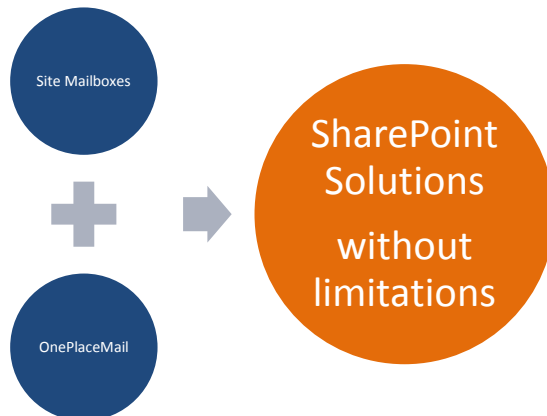 Site Mailboxes
OnePlaceMail
SharePoint
Solutions
without
limitations